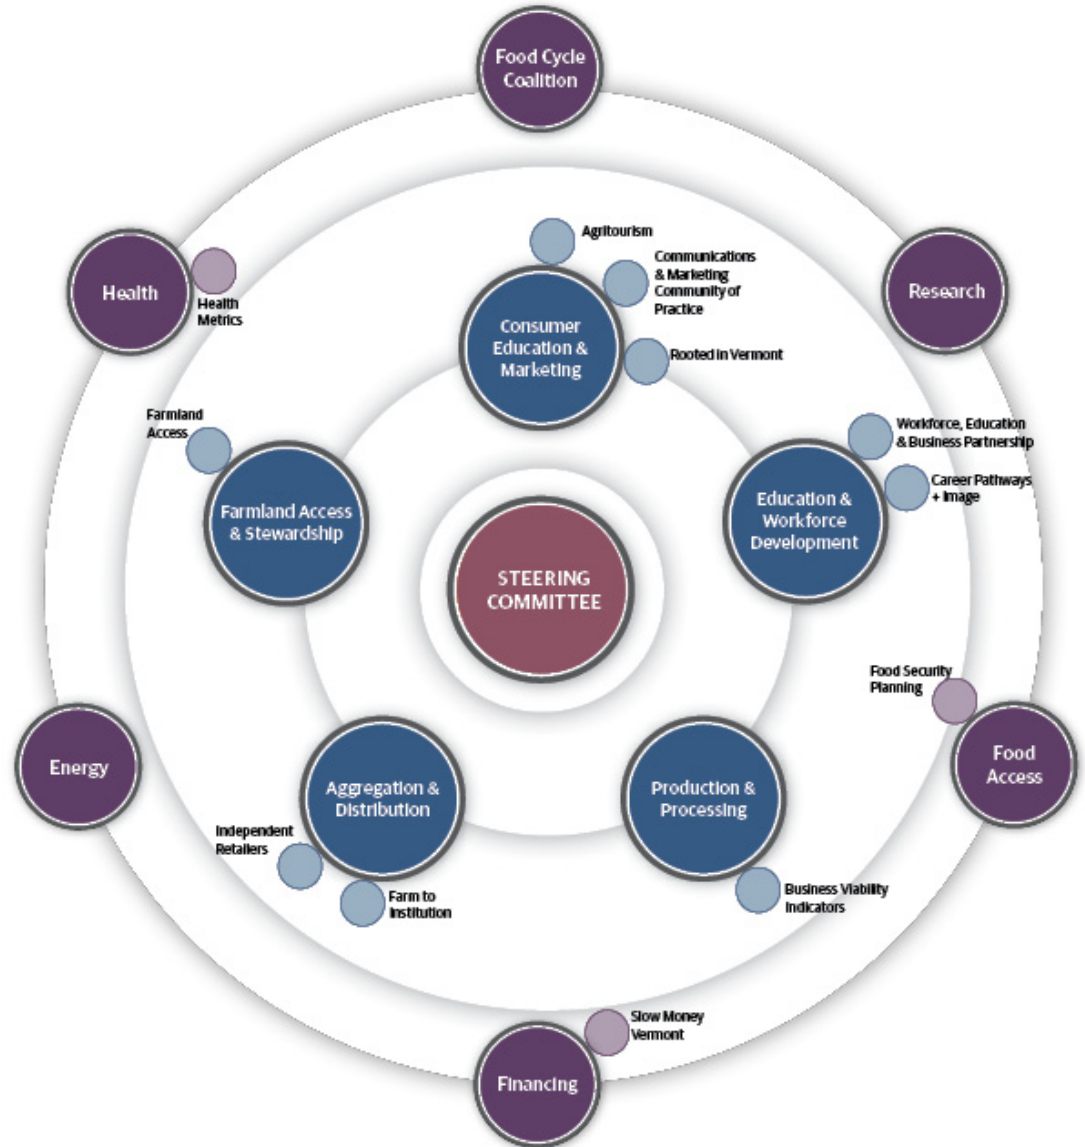 Food Cycle
Coalition
Agritourism
Communications
& Marketing
Community of
Practice
Health
Health
Metrics
Research
Consumer
Education &
Marketing
Rooted in Vermont
Farmland
Access
Workforce, Education
& Business Partnership
Career Pathways
+ Image
Farmland Access
& Stewardship
Education &
Workforce
Development
STEERING
COMMITTEE
Food Security
Planning
Energy
Food
Access
Aggregation &
Distribution
Production &
Processing
Independent
Retailers
Farm to
Institution
Business Viability
Indicators
Slow Money
Vermont
Financing